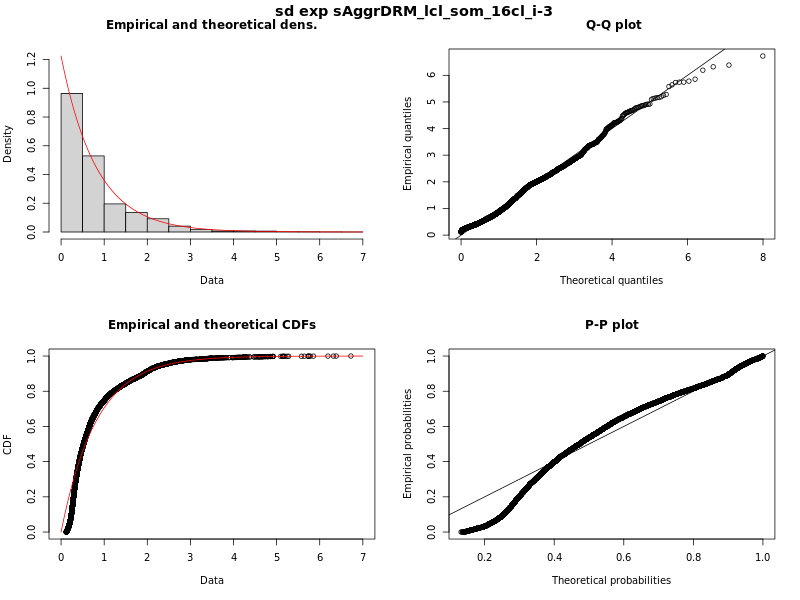 sd exp sAggrDRM_lcl_som_16cl_i-3
Empirical and theoretical dens.
Density
0.0 0.2 0.4 0.6 0.8 1.0 1.2
0 1 2 3 4 5 6 7
Data
Q-Q plot
Empirical quantiles
0 1 2 3 4 5 6
0 2 4 6 8
Theoretical quantiles
Empirical and theoretical CDFs
CDF
0.0 0.2 0.4 0.6 0.8 1.0
0 1 2 3 4 5 6 7
Data
P-P plot
Empirical probabilities
0.0 0.2 0.4 0.6 0.8 1.0
0.2 0.4 0.6 0.8 1.0
Theoretical probabilities